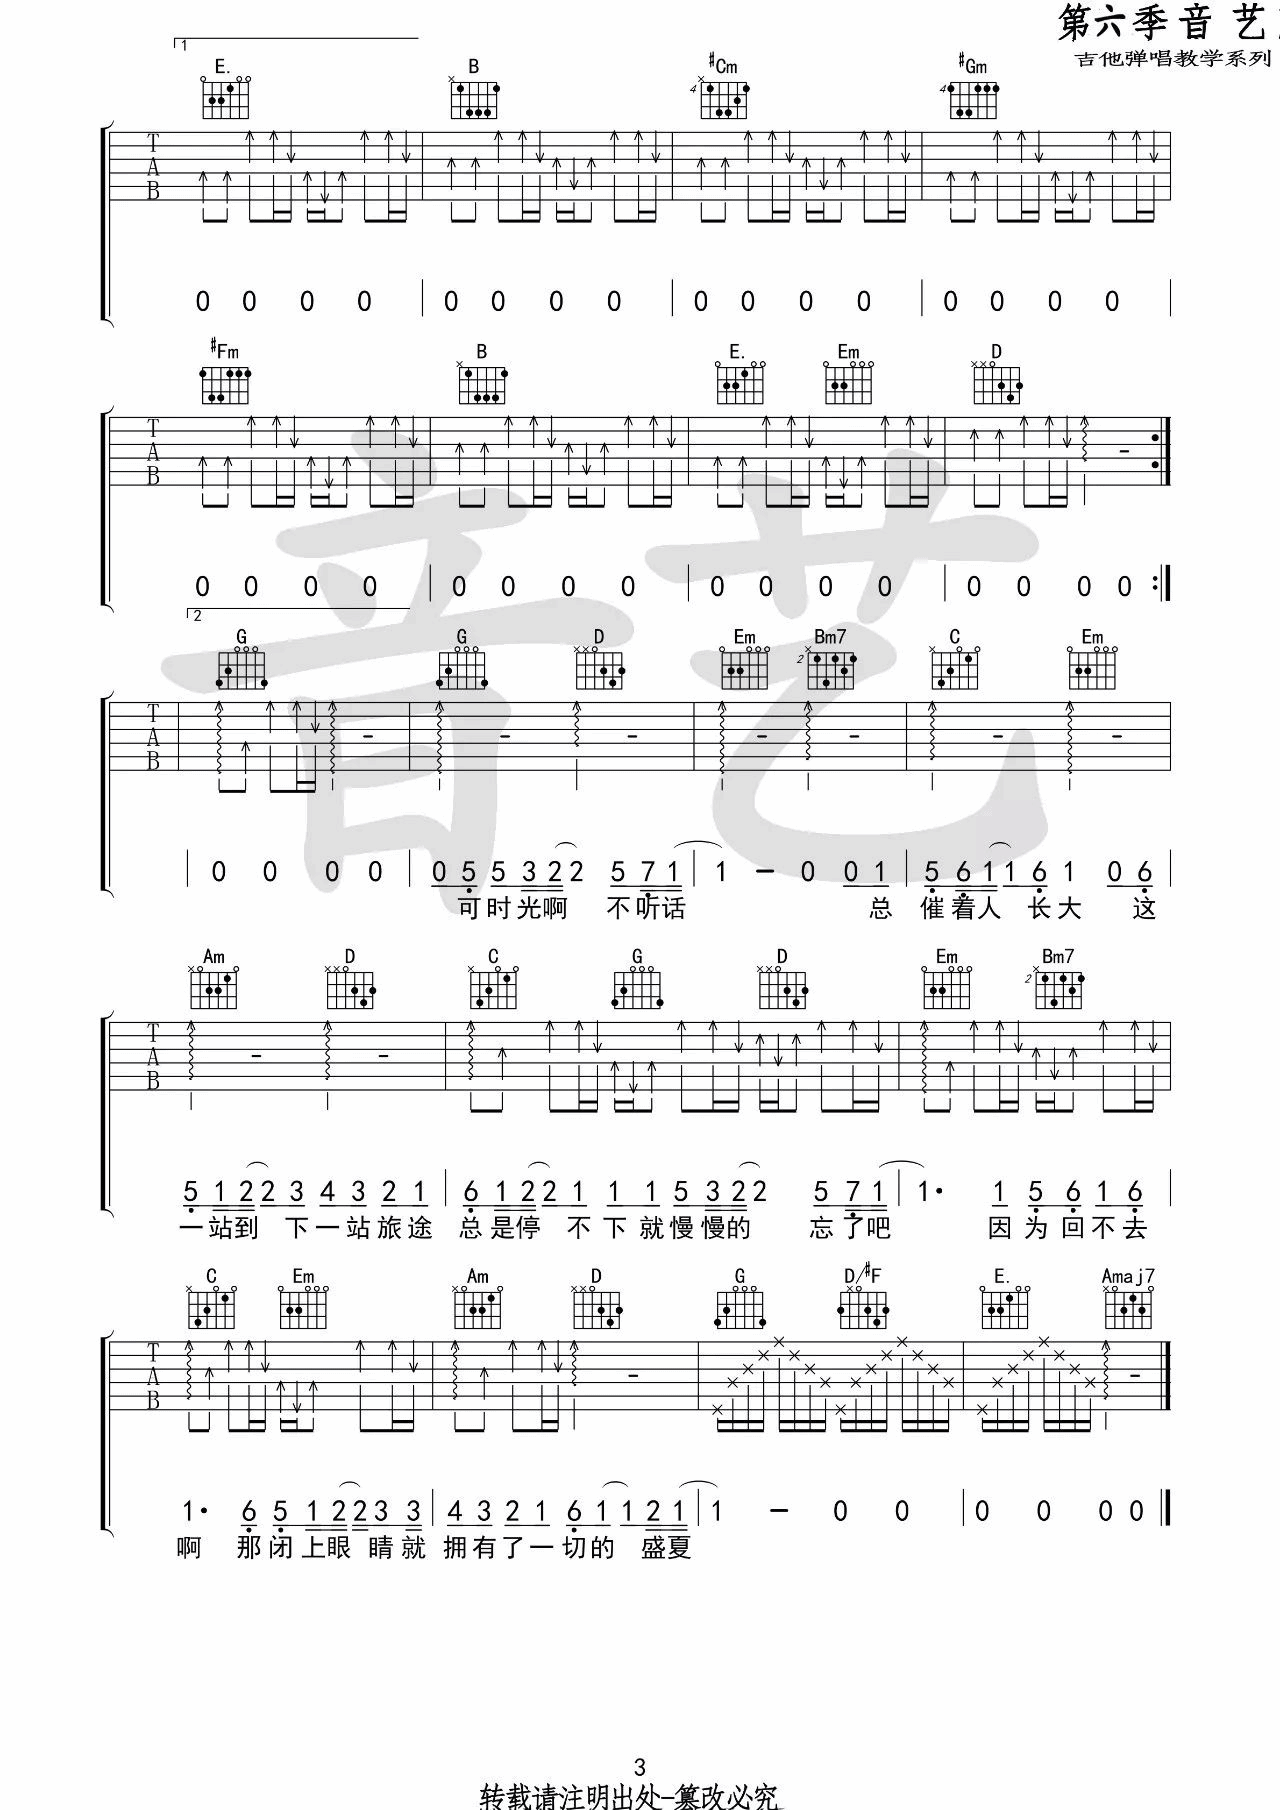 第六季音艺
吉他弹唱教学系列
1
E. B #Cm #Gm
4 4
T A B
0 0 0 0 0 0 0 0 0 0 0 0 0 0 0 0
#Fm B E. Em D
T A B
0 0 0 0 0 0 0 0 0 0 0 0 0 0 0 0
2
G G D Em Bm7 C Em
2
T A B
0 0 0 0 0 5 5 3 2 2 5 7 1 1 - 0 0 1 5 6 1 1 6 1 0 6
可时光啊 不听话 总 催着人 长大 这
Am D C G D Em Bm7
2
T A B
5 1 2 2 3 4 3 2 1 6 1 2 2 1 1 1 5 3 2 2 5 7 1 1· 1 5 6 1 6
一站到 下一站旅途 总是停 不下就慢慢的 忘了吧 因为回不去
C Em Am D G D/#F E. Amaj7
T A B
1· 6 5 1 2 2 3 3 4 3 2 1 6 1 1 2 1 1 - 0 0 0 0 0 0
啊 那闭上眼 睛就 拥有了一切的 盛夏
音艺
3
转载请注明出处-篡改必究